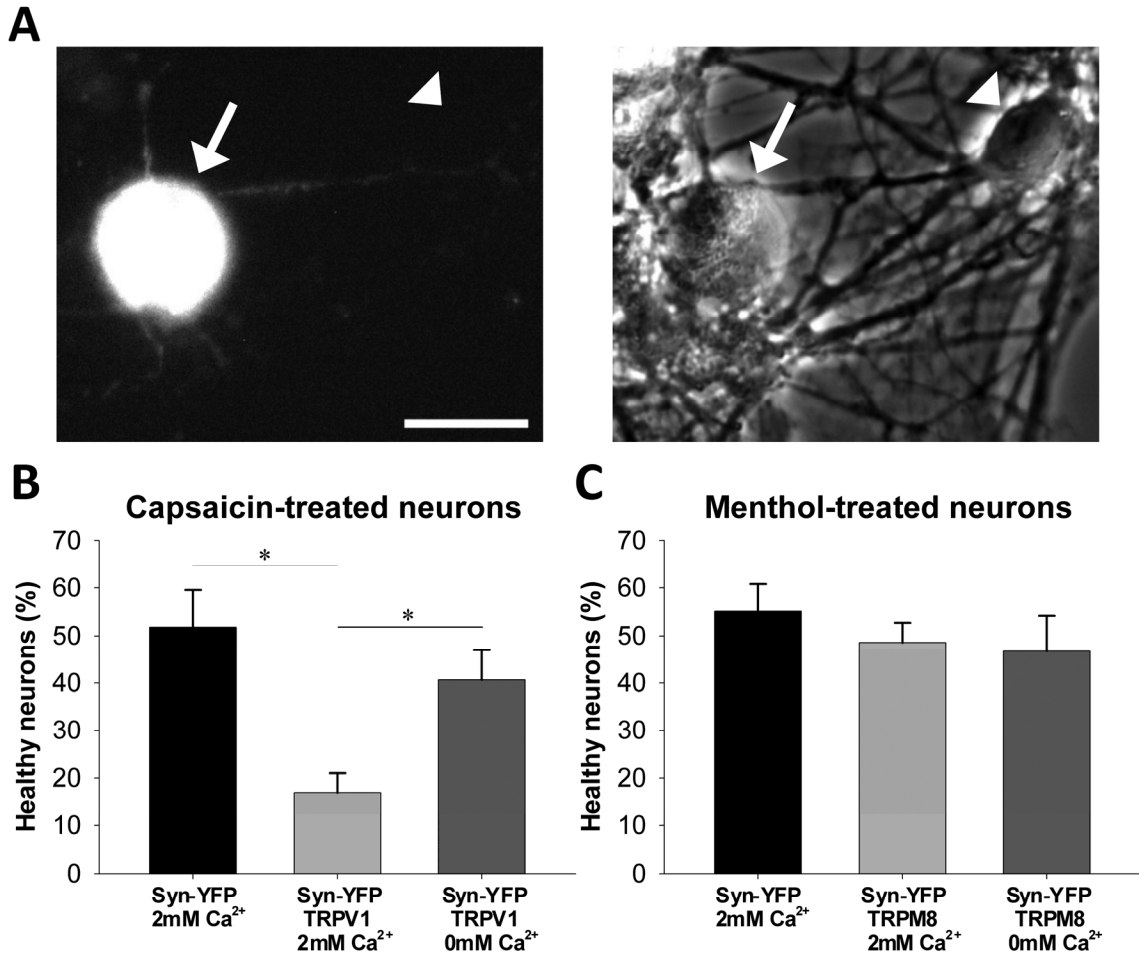 A
B
Capsaicin-treated neurons
Healthy neurons (%)
70
60
50
40
30
20
10
0
*
*
Syn-YFP
2mM Ca²⁺
Syn-YFP
TRPV1
2mM Ca²⁺
Syn-YFP
TRPV1
0mM Ca²⁺
C
Menthol-treated neurons
Healthy neurons (%)
70
60
50
40
30
20
10
0
Syn-YFP
2mM Ca²⁺
Syn-YFP
TRPM8
2mM Ca²⁺
Syn-YFP
TRPM8
0mM Ca²⁺